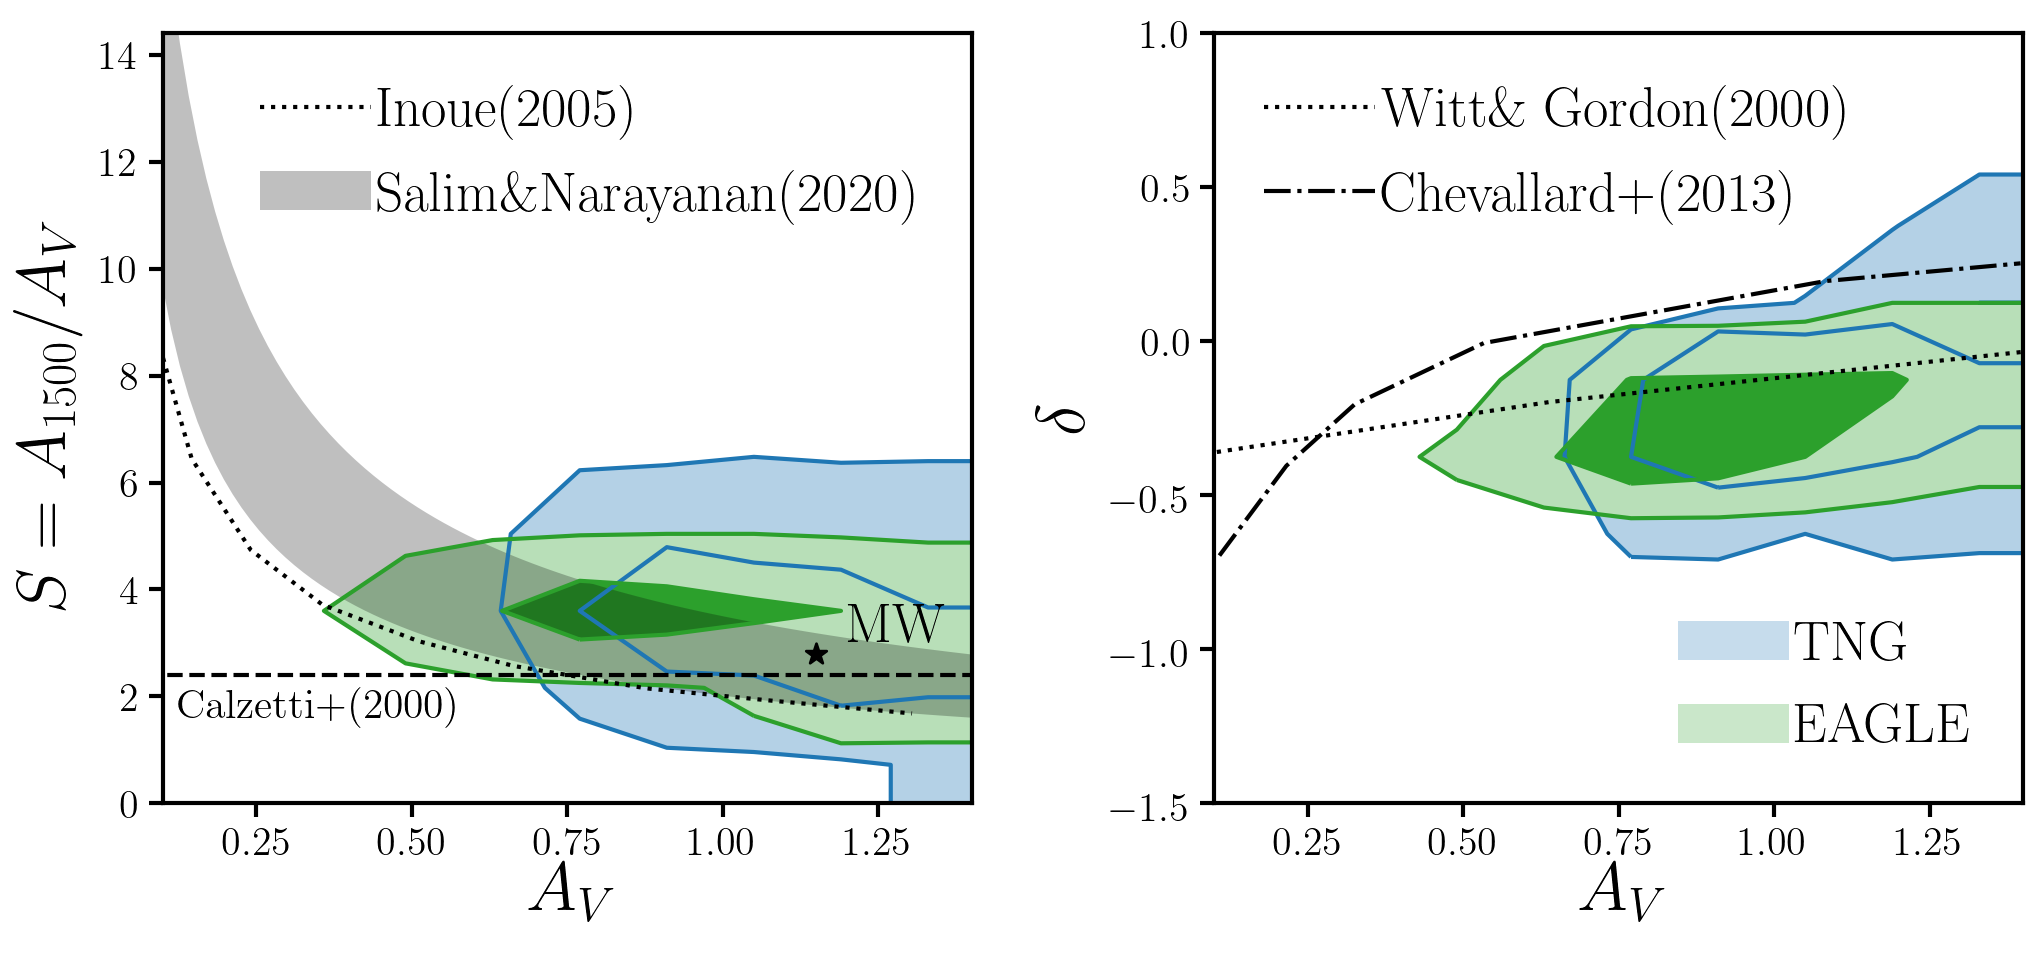 14
12
10
8
6
4
2
0
S = A1500/AV
Inoue(2005)
Salim&Narayanan(2020)
MW
Calzetti+(2000)
0.25 0.50 0.75 1.00 1.25
AV
1.0
0.5
0.0
−0.5
−1.0
−1.5
δ
Witt& Gordon(2000)
Chevallard+(2013)
TNG
EAGLE
0.25 0.50 0.75 1.00 1.25
AV